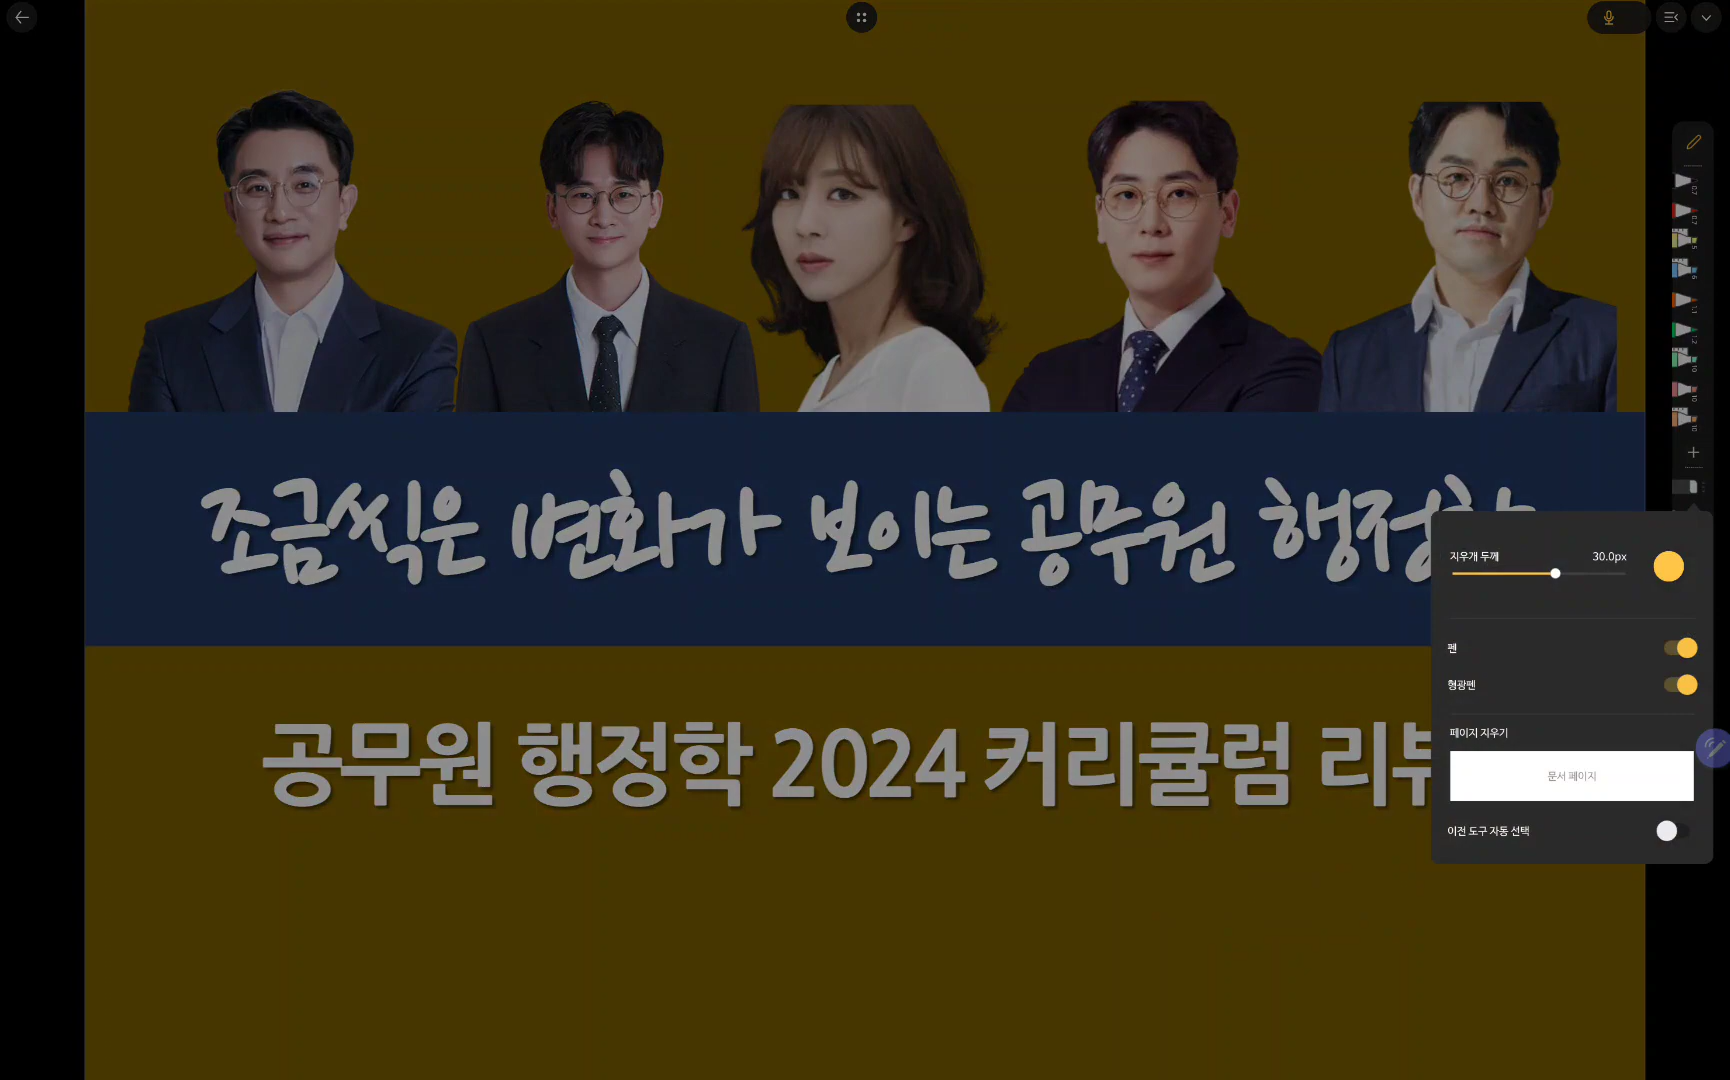 조금씩은 변화가 보이는 공무원 행정학
공무원 행정학 2024 커리큘럼 리뷰
지우개 두께 30.0px
펜
형광펜
페이지 지우기
문서 페이지
이전 도구 자동 선택